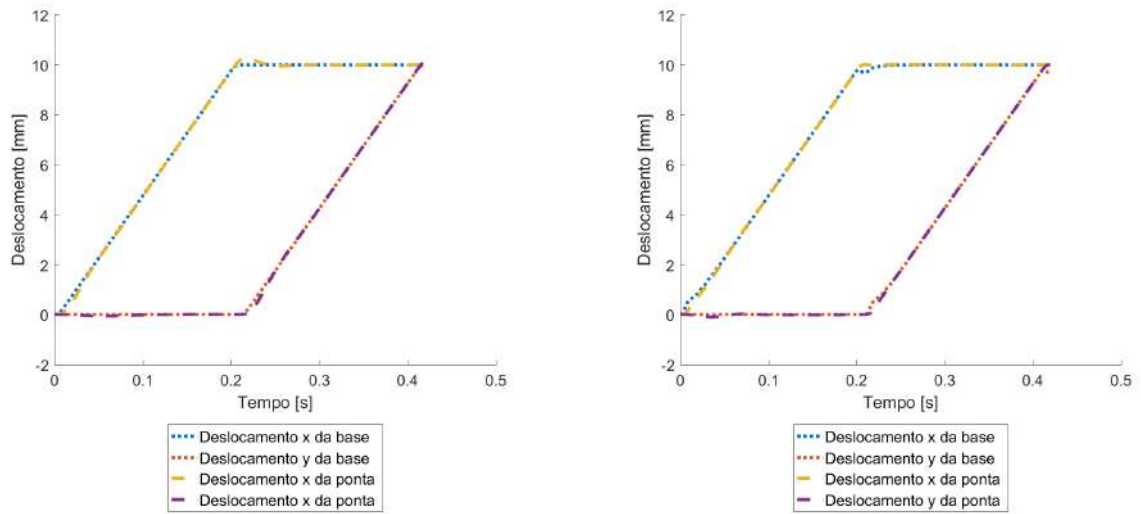 12
10
8
6
4
2
0
-2
Deslocamento [mm]
0
0.1
0.2
0.3
0.4
0.5
Tempo [s]
Deslocamento x da base
Deslocamento y da base
Deslocamento x da ponta
Deslocamento x da ponta
12
10
8
6
4
2
0
-2
Deslocamento [mm]
0
0.1
0.2
0.3
0.4
0.5
Tempo [s]
Deslocamento x da base
Deslocamento y da base
Deslocamento x da ponta
Deslocamento y da ponta